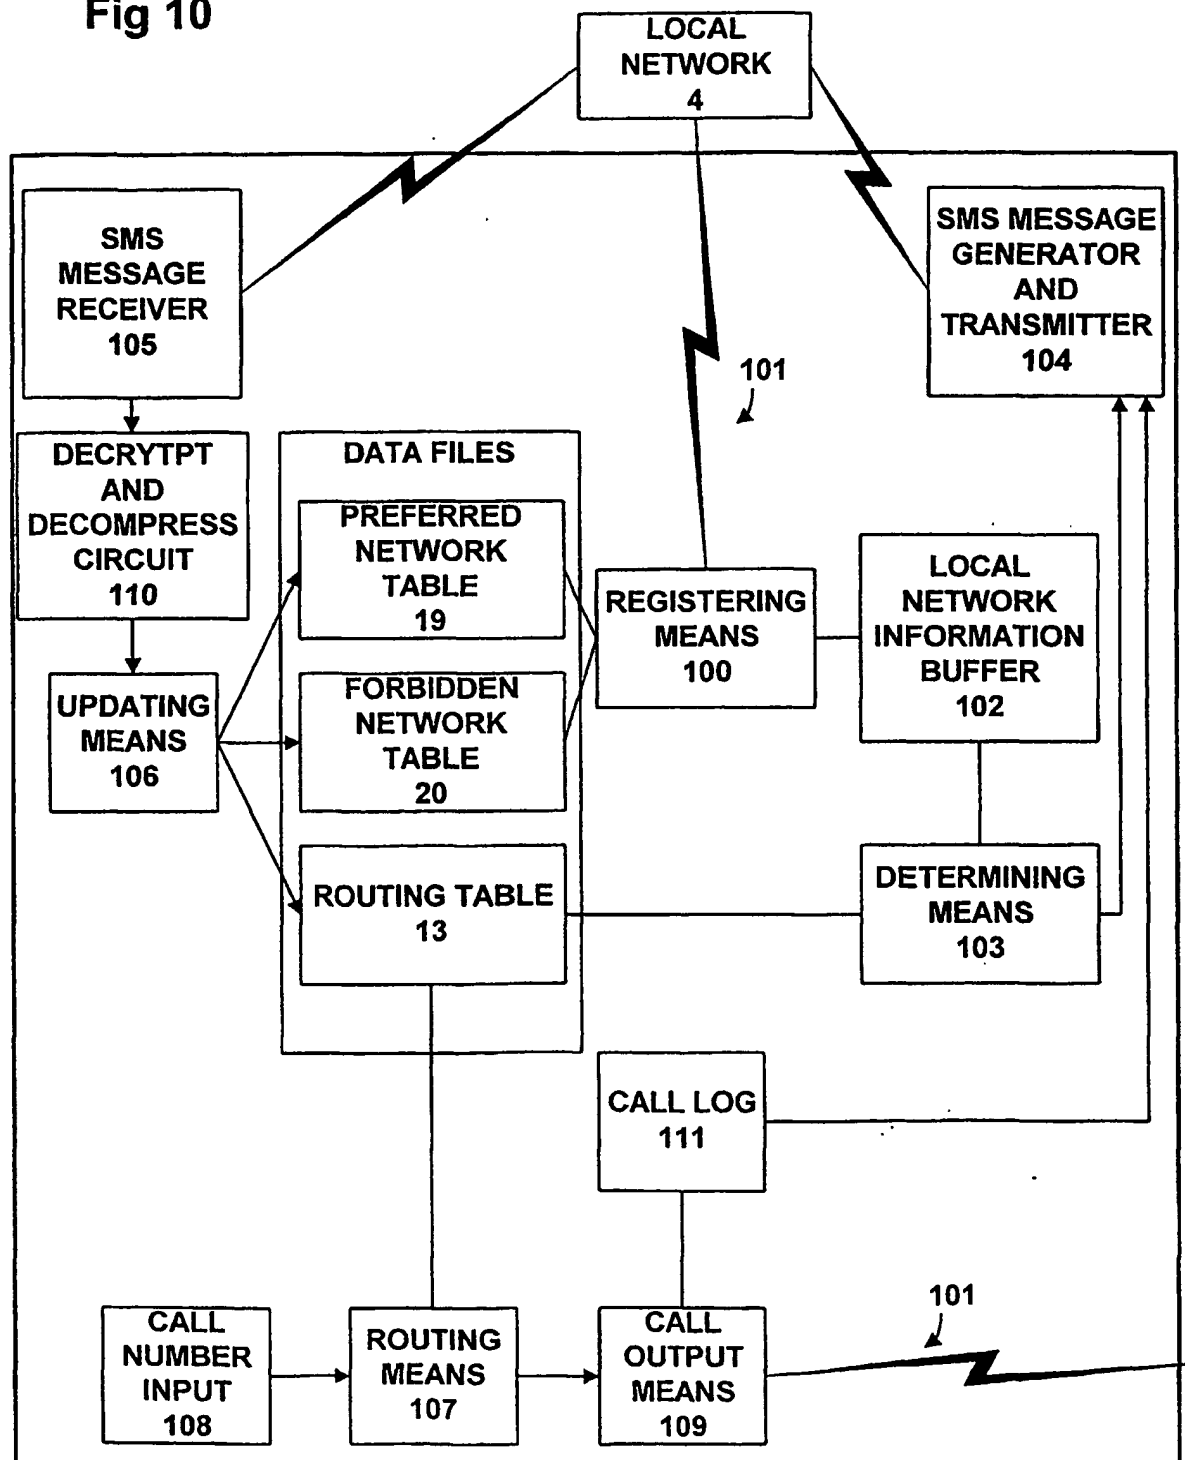 Fig 10
LOCAL
NETWORK
4
SMS
MESSAGE
RECEIVER
105
SMS MESSAGE
GENERATOR
AND
TRANSMITTER
104
101
DECRYTPT
AND
DECOMPRESS
CIRCUIT
110
DATA FILES
PREFERRED
NETWORK
TABLE
19
REGISTERING
MEANS
100
LOCAL
NETWORK
INFORMATION
BUFFER
102
UPDATING
MEANS
106
FORBIDDEN
NETWORK
TABLE
20
ROUTING TABLE
13
DETERMINING
MEANS
103
CALL LOG
111
101
CALL
NUMBER
INPUT
108
ROUTING
MEANS
107
CALL
OUTPUT
MEANS
109